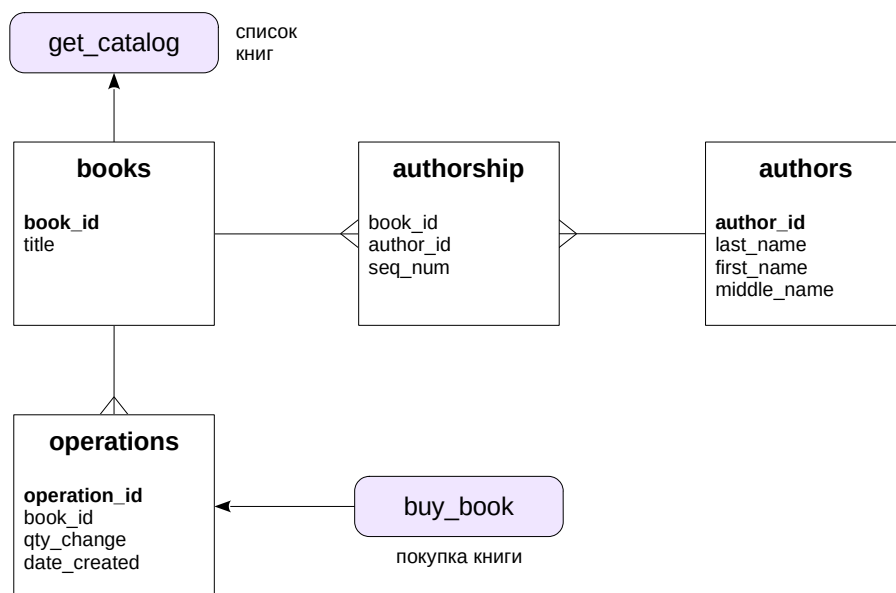 get_catalog
список
книг
books
book_id
title
authorship
book_id
author_id
seq_num
authors
author_id
last_name
first_name
middle_name
operations
operation_id
book_id
qty_change
date_created
buy_book
покупка книги